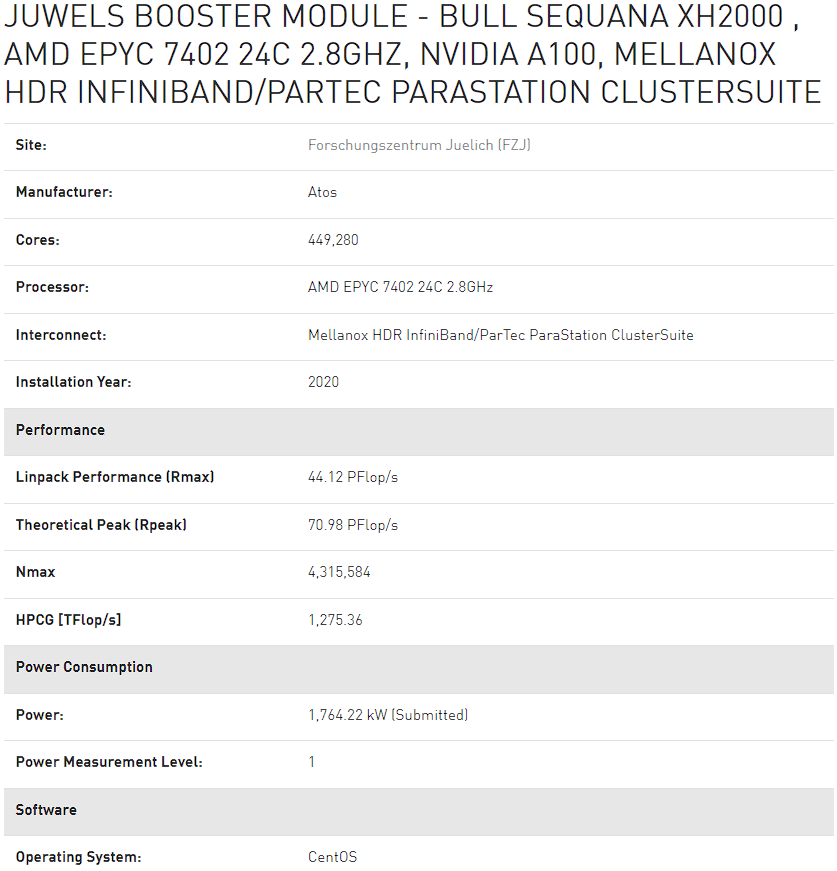 JUWELS BOOSTER MODULE - BULL SEQUANA XH2000 ,
AMD EPYC 7402 24C 2.8GHZ, NVIDIA A100, MELLANOX
HDR INFINIBAND/PARTEC PARASTATION CLUSTERSUITE
Site: Forschungszentrum Juelich (FZJ)
Manufacturer: Atos
Cores: 449,280
Processor: AMD EPYC 7402 24C 2.8GHz
Interconnect: Mellanox HDR InfiniBand/ParTec ParaStation ClusterSuite
Installation Year: 2020
Performance
Linpack Performance (Rmax) 44.12 PFlop/s
Theoretical Peak (Rpeak) 70.98 PFlop/s
Nmax 4,315,584
HPCG [TFlop/s] 1,275.36
Power Consumption
Power: 1,764.22 kW (Submitted)
Power Measurement Level: 1
Software
Operating System: CentOS